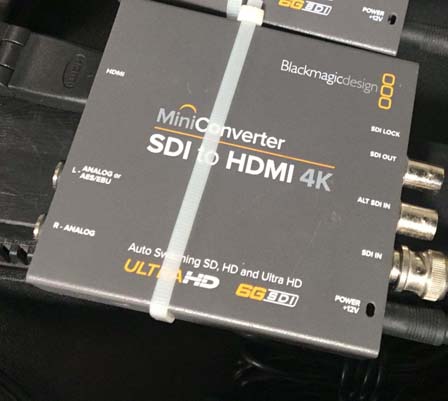 6G SDI
POWER
+12V
Blackmagicdesign
HDMI
MiniConverter
SDI to HDMI 4K
SDI LOCK
SDI OUT
L - ANALOG or
AES/EBU
ALT SDI IN
R - ANALOG
SDI IN
Auto Switching SD, HD and Ultra HD
ULTRA HD
6G SDI
POWER
+12V